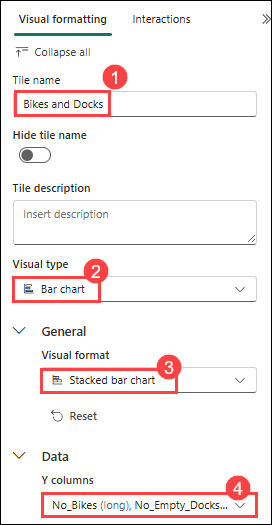 Visual formatting Interactions
Collapse all
Tile name
1
Bikes and Docks
Hide tile name
Tile description
Insert description
Visual type
2
Bar chart
General
Visual format
3
Stacked bar chart
Reset
Data
Y columns
4
No_Bikes (long), No_Empty_Docks...